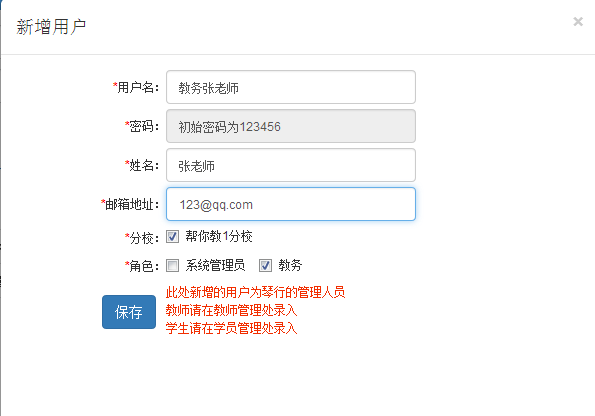 新增用户
×
*用户名：
教务张老师
*密码：
初始密码为123456
*姓名：
张老师
*邮箱地址：
123@qq.com
*分校：
帮你教1分校
*角色：
系统管理员 教务
此处新增的用户为琴行的管理人员
保存
教师请在教师管理处录入
学生请在学员管理处录入